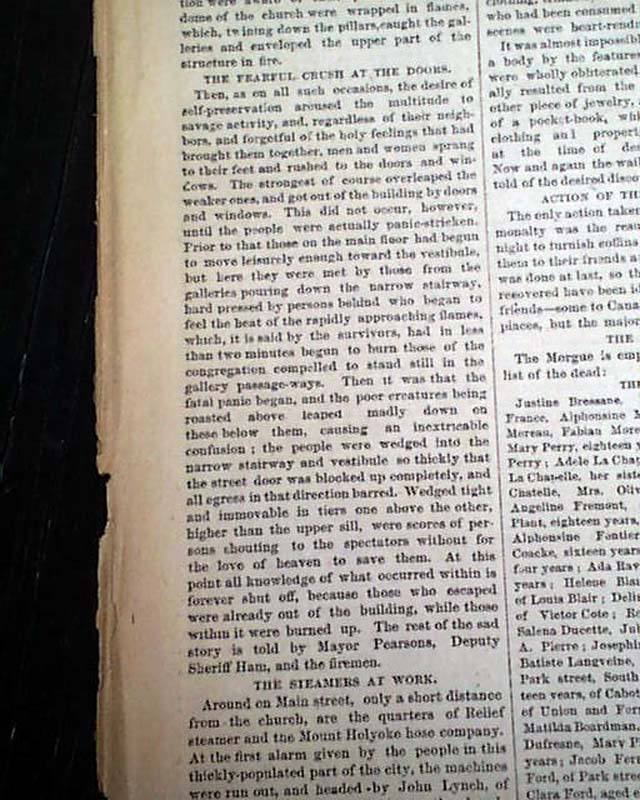 tion were aware of
dome of the church were wrapped in flames,
which, twining down the pillars, caught the gal-
leries and enveloped the upper part of the
structure in fire.
THE FEARFUL CRUSH AT THE DOORS.
Then, as on all such occasions, the desire of
self-preservation aroused the multitude to
savage activity, and, regardless of their neigh-
bors, and forgetful of the holy feelings that had
brought them together, men and women sprang
to their feet and rushed to the doors and win-
dows. The strongest of course overleaped the
weaker ones, and got out of the building by doors
and windows. This did not occur, however,
until the people were actually panic-stricken.
Prior to that those on the main floor had begun
to move leisurely enough toward the vestibule,
but here they were met by those from the
galleries pouring down the narrow stairway,
hard pressed by persons behind who began to
feel the heat of the rapidly approaching flames,
which, it is said by the survivors, had in less
than two minutes begun to burn those of the
congregation compelled to stand still in the
gallery passage-ways. Then it was that the
fatal panic began, and the poor creatures being
roasted above leaped madly down on
these below them, causing an inextricable
confusion; the people were wedged into the
narrow stairway and vestibule so thickly that
the street door was blocked up completely, and
all egress in that direction barred. Wedged tight
and immovable in tiers one above the other,
higher than the upper sill, were scores of per-
sons shouting to the spectators without for
the love of heaven to save them. At this
point all knowledge of what occurred within is
forever shut off, because those who escaped
were already out of the building, while those
within it were burned up. The rest of the sad
story is told by Mayor Pearsons, Deputy
Sheriff Ham, and the firemen.
THE STEAMERS AT WORK.
Around on Main street, only a short distance
from the church, are the quarters of Relief
steamer and the Mount Holyoke hose company.
At the first alarm given by the people in this
thickly-populated part of the city, the machines
were run out, and headed by John Lynch, of
clothing,
who had been consumed
scenes were heart-rend
It was almost impossibl
a body by the features
were wholly obliterated
ally resulted from the
other piece of jewelry,
of a pocket-book, whi
clothing and propert
at the time of des
Now and again the wail
told of the desired disco
ACTION OF TH
The only action take
monalty was the resu
night to furnish coffins
them to their friends a
was done at last, so th
recovered have been id
friends—some to Cana
places, but the major
THE
The Morgue is emp
list of the dead:
TH
Justine Bressane,
France, Alphonsine M
Moreau, Fabian More
Mary Perry, eighteen y
Perry; Adele La Chap
La Chapelle, her siste
Chatelle, Mrs. Oliv
Angeline Fremont,
Plant, eighteen years,
Alphonsine Fontier
Coacke, sixteen years
four years; Ada Rav
years; Helene Blai
of Louis Blair; Delis
of Victor Cote; Ro
Salena Ducette, Jul
A. Pierre; Josephin
Batiste Langveine,
Park street, South
teen years, of Cabot
of Union and Ferr
Matilda Boardman,
Dufresne, Mary P
years; Jacob Fer
Ford, of Park street
Clara Ford, aged e